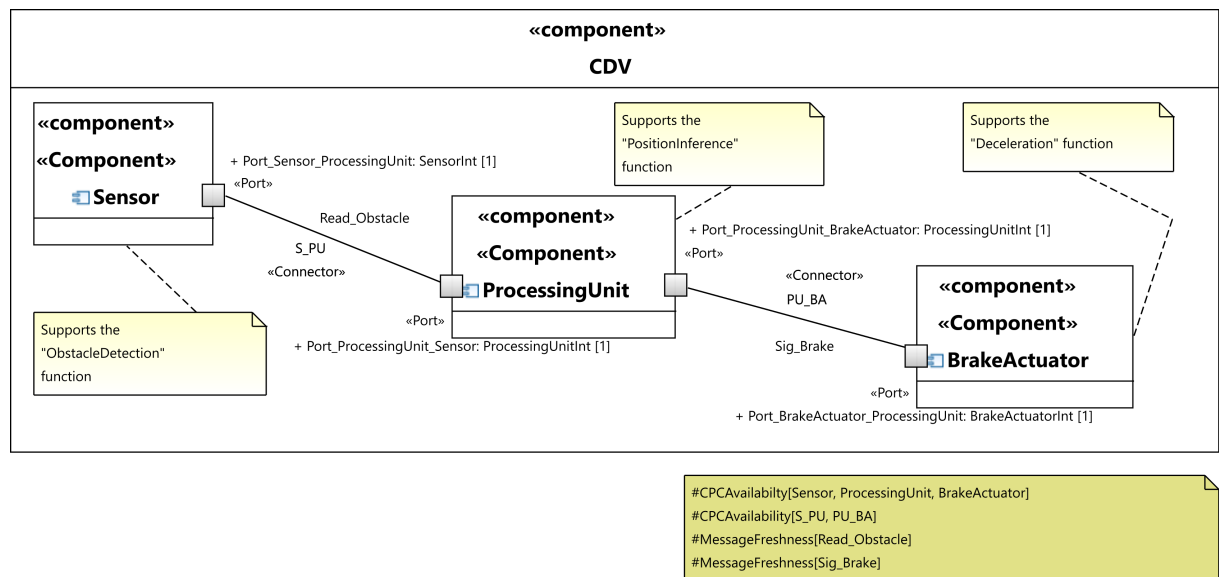 «component»
CDV
«component»
«Component»
Sensor
+ Port_Sensor_ProcessingUnit: SensorInt [1]
«Port»
Read_Obstacle
S_PU
«Connector»
Supports the
"ObstacleDetection"
function
Supports the
"PositionInference"
function
«component»
«Component»
ProcessingUnit
«Port»
+ Port_ProcessingUnit_Sensor: ProcessingUnitInt [1]
+ Port_ProcessingUnit_BrakeActuator: ProcessingUnitInt [1]
«Port»
«Connector»
PU_BA
Sig_Brake
Supports the
"Deceleration" function
«component»
«Component»
BrakeActuator
«Port»
+ Port_BrakeActuator_ProcessingUnit: BrakeActuatorInt [1]
#CPCAvailabilty[Sensor, ProcessingUnit, BrakeActuator]
#CPCAvailability[S_PU, PU_BA]
#MessageFreshness[Read_Obstacle]
#MessageFreshness[Sig_Brake]